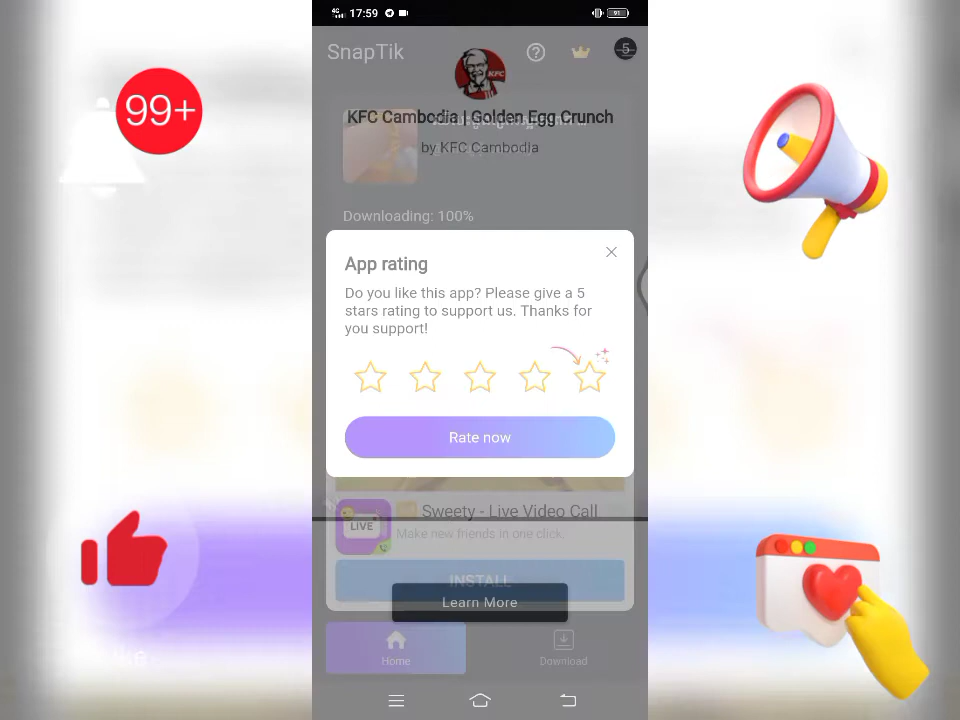 99+
4G 17:59 91
SnapTik
5
KFC
KFC Cambodia | Golden Egg Crunch
by KFC Cambodia
Downloading: 100%
App rating
Do you like this app? Please give a 5
stars rating to support us. Thanks for
you support!
Rate now
LIVE
Sweety - Live Video Call
Make new friends in one click.
INSTALL
Learn More
Home
Download